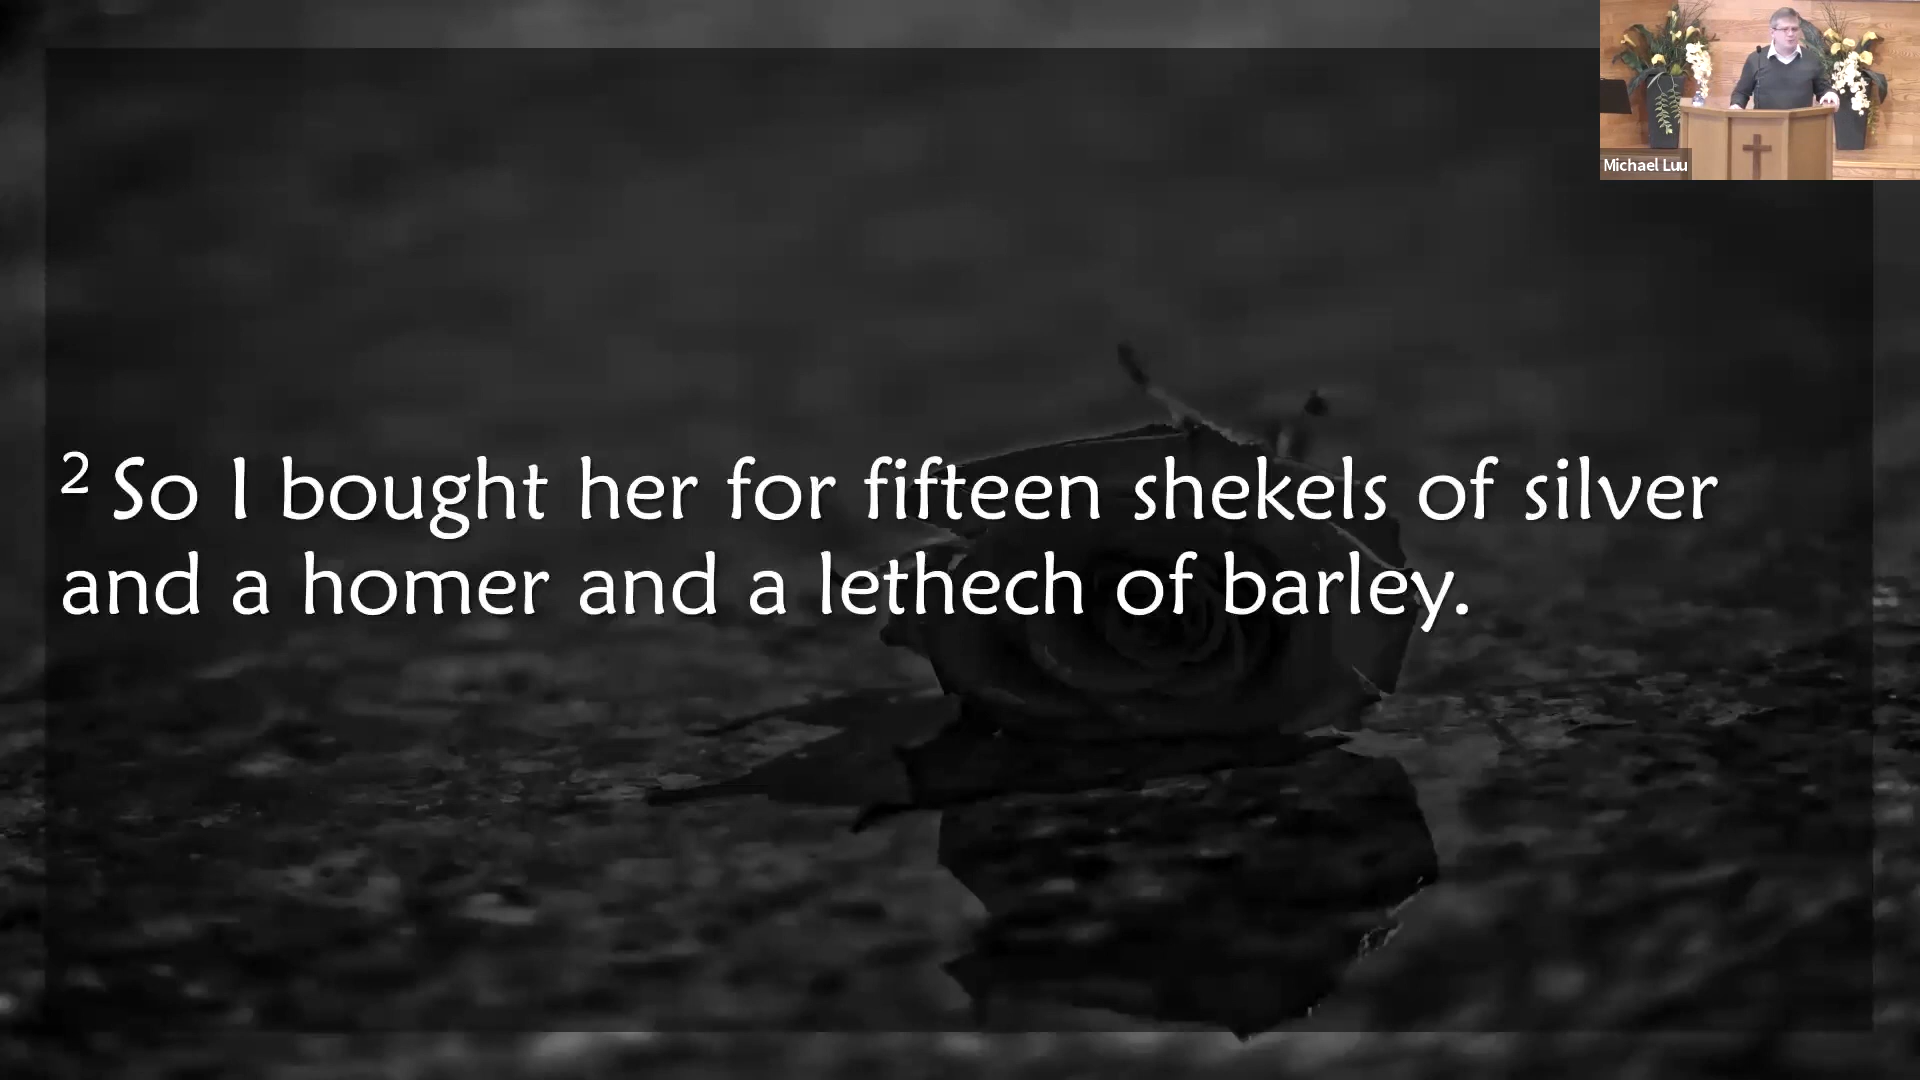 Michael Luu
² So I bought her for fifteen shekels of silver
and a homer and a lethech of barley.